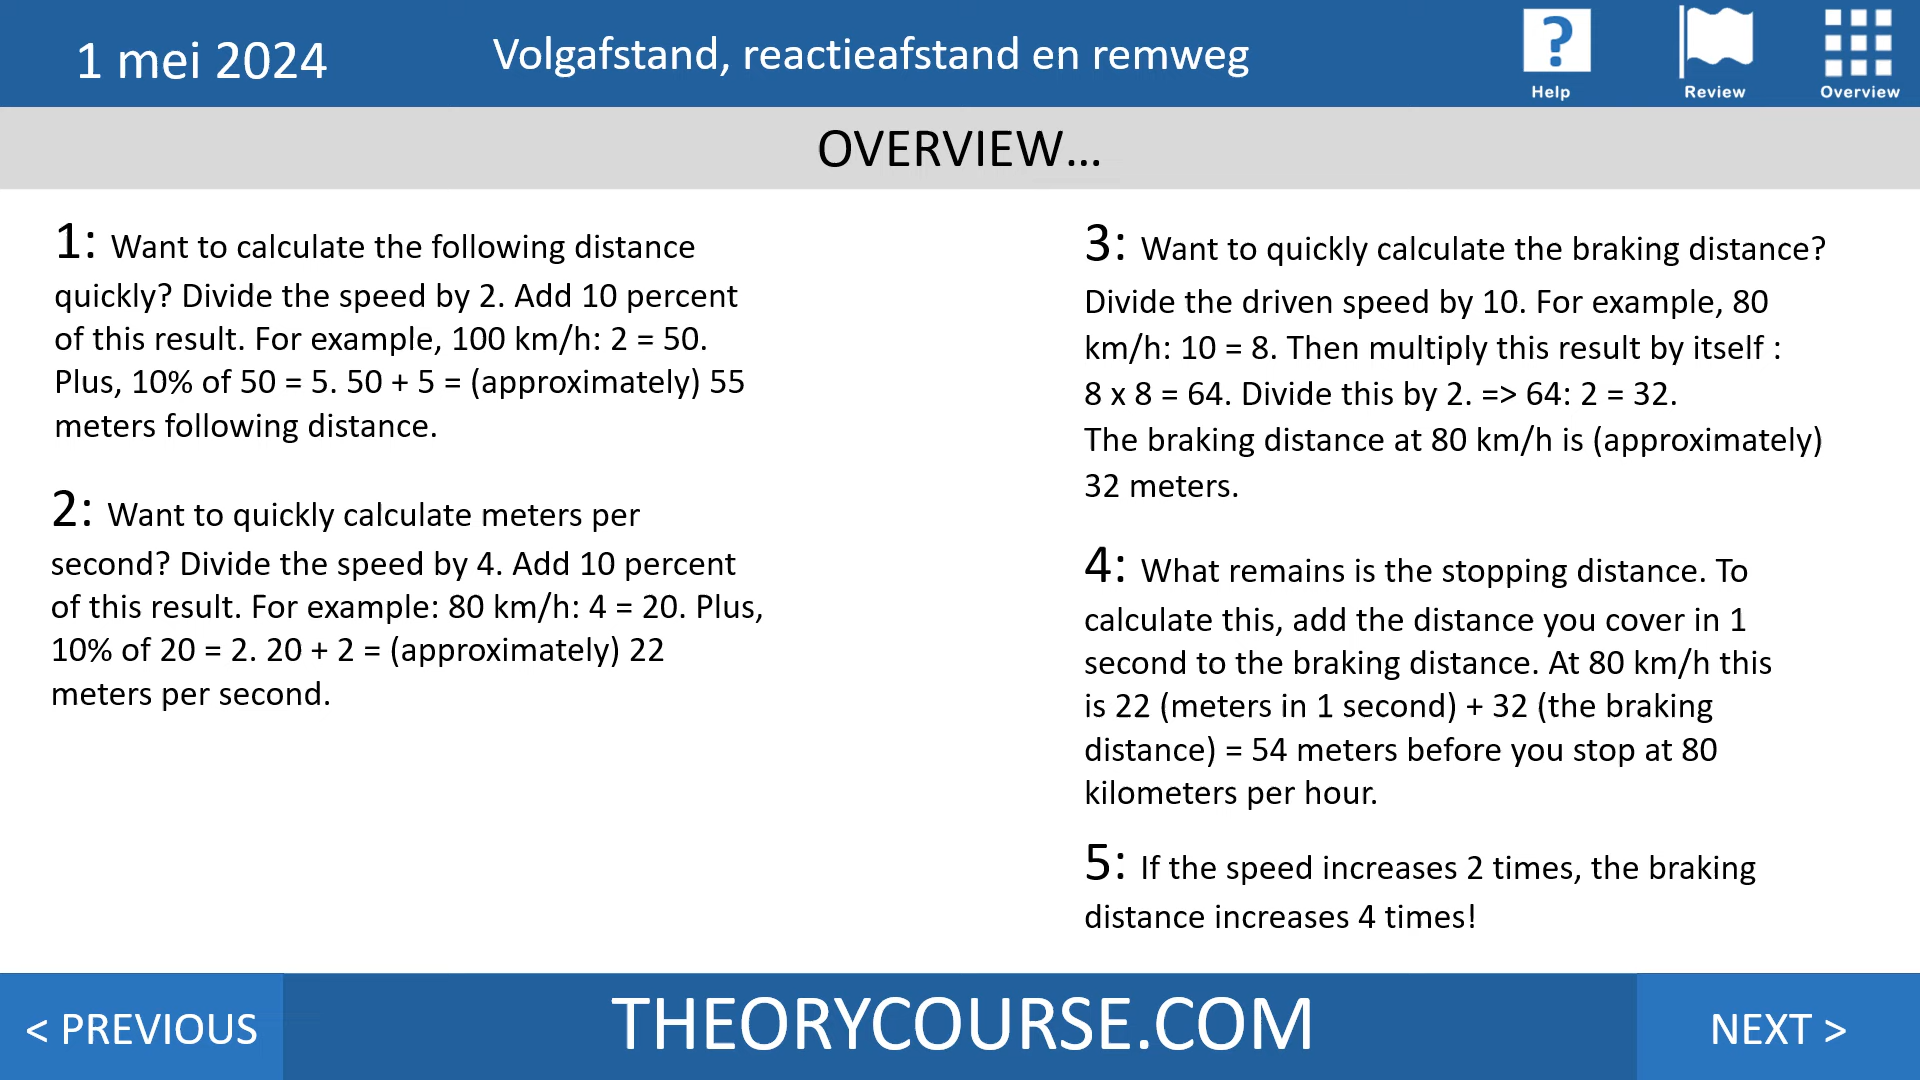 1 mei 2024
Volgafstand, reactieafstand en remweg
?
Help
Review
Overview
OVERVIEW...
1: Want to calculate the following distance
quickly? Divide the speed by 2. Add 10 percent
of this result. For example, 100 km/h: 2 = 50.
Plus, 10% of 50 = 5. 50 + 5 = (approximately) 55
meters following distance.
2: Want to quickly calculate meters per
second? Divide the speed by 4. Add 10 percent
of this result. For example: 80 km/h: 4 = 20. Plus,
10% of 20 = 2. 20 + 2 = (approximately) 22
meters per second.
3: Want to quickly calculate the braking distance?
Divide the driven speed by 10. For example, 80
km/h: 10 = 8. Then multiply this result by itself :
8 x 8 = 64. Divide this by 2. => 64: 2 = 32.
The braking distance at 80 km/h is (approximately)
32 meters.
4: What remains is the stopping distance. To
calculate this, add the distance you cover in 1
second to the braking distance. At 80 km/h this
is 22 (meters in 1 second) + 32 (the braking
distance) = 54 meters before you stop at 80
kilometers per hour.
5: If the speed increases 2 times, the braking
distance increases 4 times!
< PREVIOUS
THEORYCOURSE.COM
NEXT >